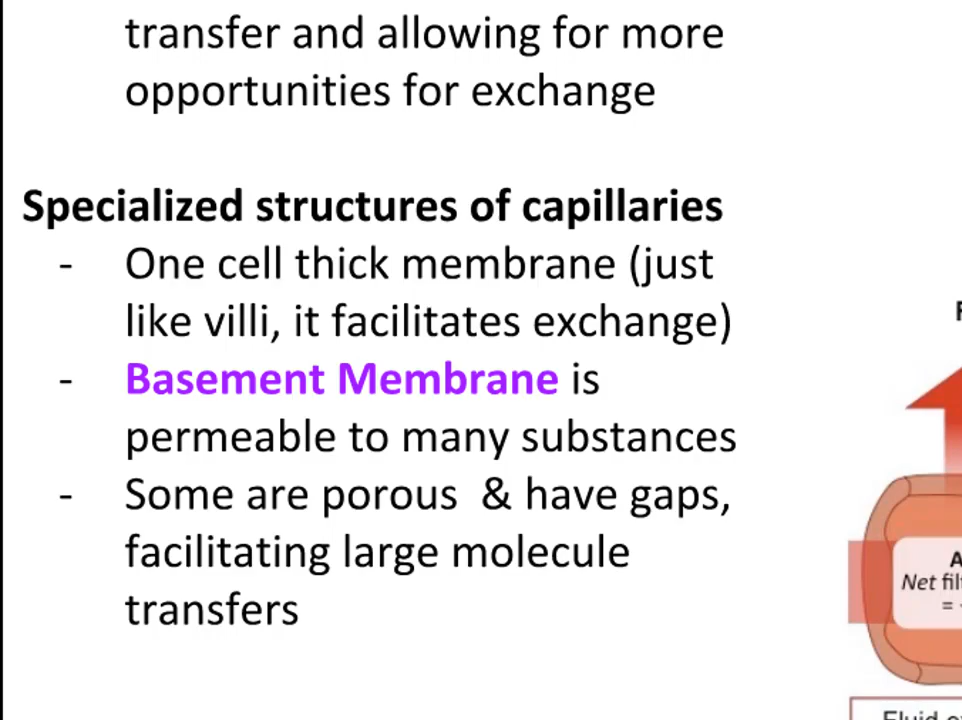 transfer and allowing for more
opportunities for exchange
Specialized structures of capillaries
- One cell thick membrane (just
like villi, it facilitates exchange)
- Basement Membrane is
permeable to many substances
- Some are porous & have gaps,
facilitating large molecule
transfers
F
A
Net filt
= -
Fluid